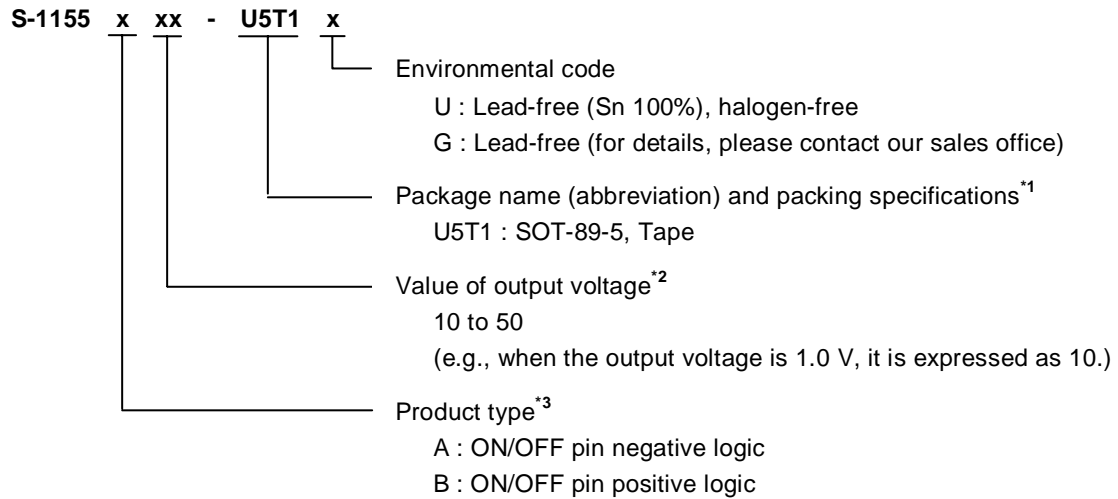 S-1155 x xx - U5T1 x
Environmental code
U : Lead-free (Sn 100%), halogen-free
G : Lead-free (for details, please contact our sales office)
Package name (abbreviation) and packing specifications*1
U5T1 : SOT-89-5, Tape
Value of output voltage*2
10 to 50
(e.g., when the output voltage is 1.0 V, it is expressed as 10.)
Product type*3
A : ON/OFF pin negative logic
B : ON/OFF pin positive logic